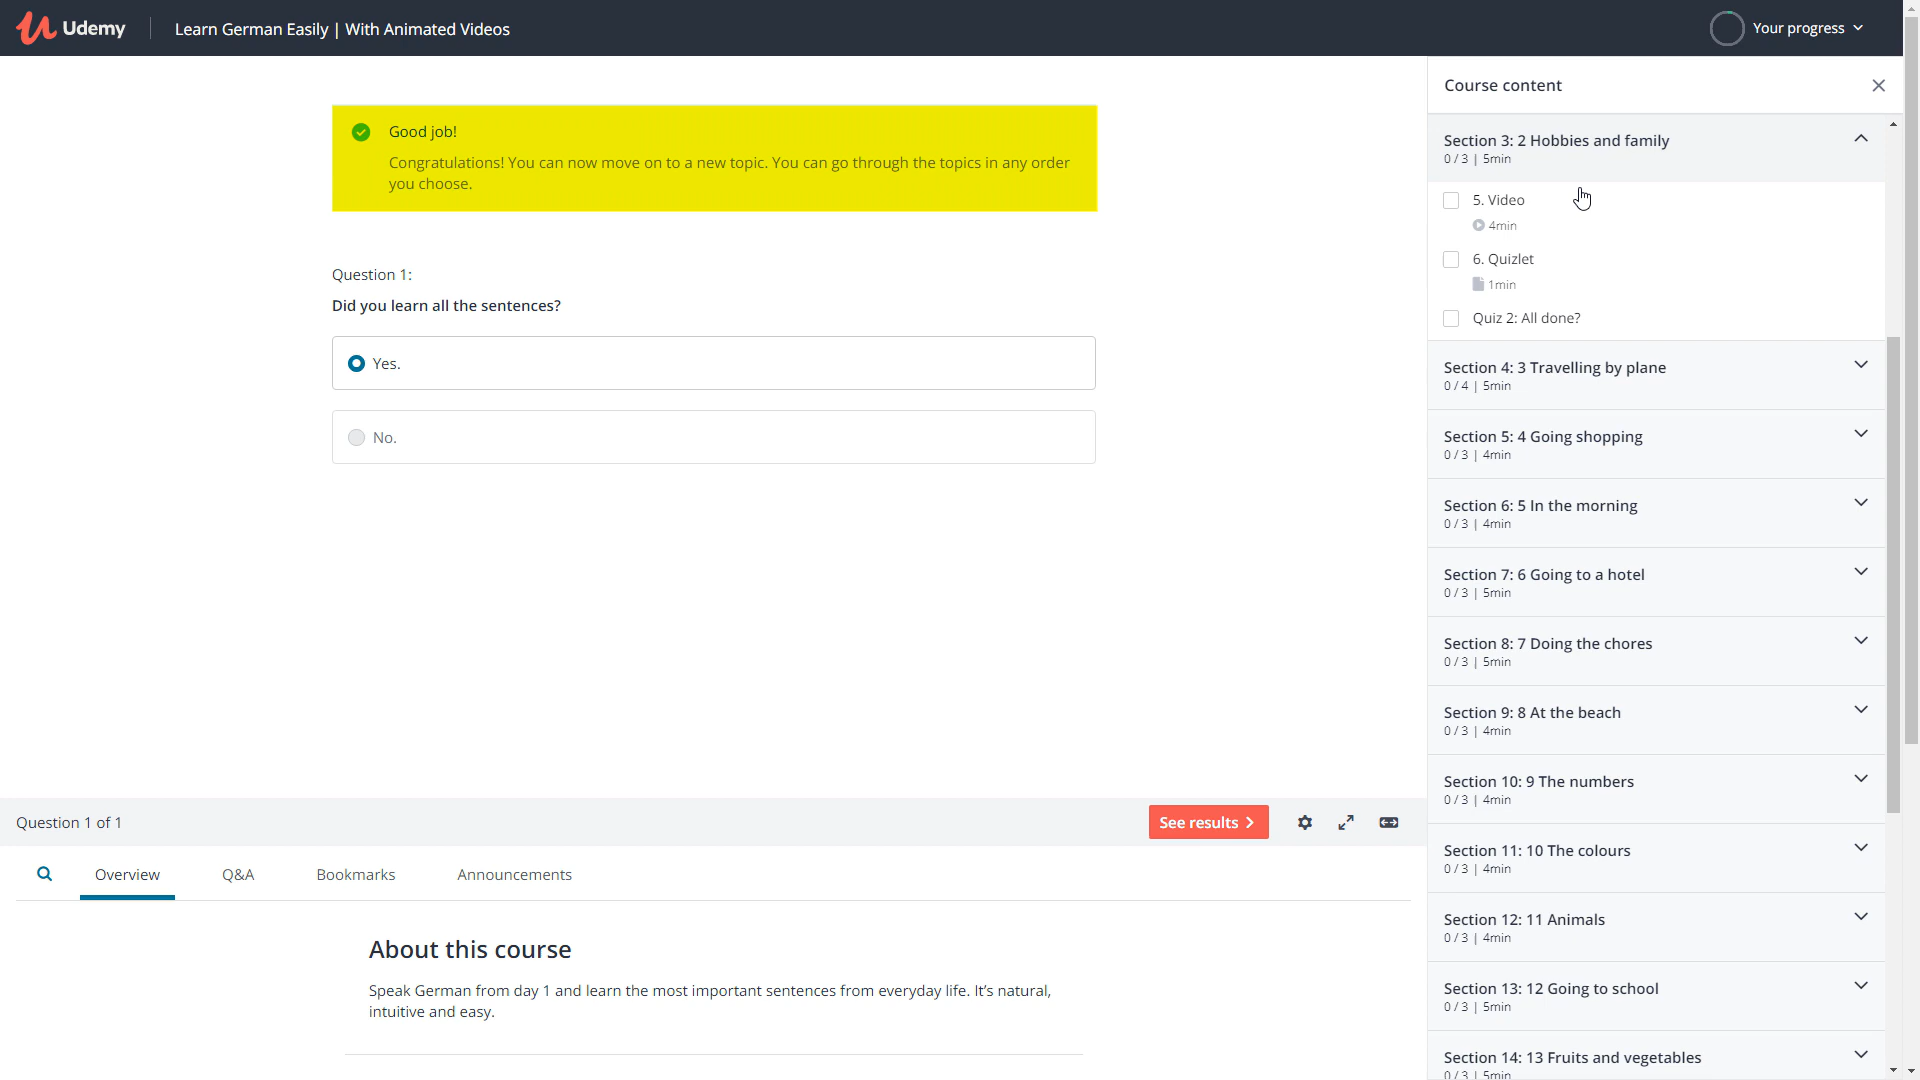 Udemy
Learn German Easily | With Animated Videos
Your progress
Good job!
Congratulations! You can now move on to a new topic. You can go through the topics in any order
you choose.
Question 1:
Did you learn all the sentences?
Yes.
No.
Question 1 of 1
See results
Overview
Q&A
Bookmarks
Announcements
About this course
Speak German from day 1 and learn the most important sentences from everyday life. It's natural,
intuitive and easy.
Course content
Section 3: 2 Hobbies and family
0 / 3 | 5min
5. Video
4min
6. Quizlet
1min
Quiz 2: All done?
Section 4: 3 Travelling by plane
0 / 4 | 5min
Section 5: 4 Going shopping
0 / 3 | 4min
Section 6: 5 In the morning
0 / 3 | 4min
Section 7: 6 Going to a hotel
0 / 3 | 5min
Section 8: 7 Doing the chores
0 / 3 | 5min
Section 9: 8 At the beach
0 / 3 | 4min
Section 10: 9 The numbers
0 / 3 | 4min
Section 11: 10 The colours
0 / 3 | 4min
Section 12: 11 Animals
0 / 3 | 4min
Section 13: 12 Going to school
0 / 3 | 5min
Section 14: 13 Fruits and vegetables
0 / 3 | 5min